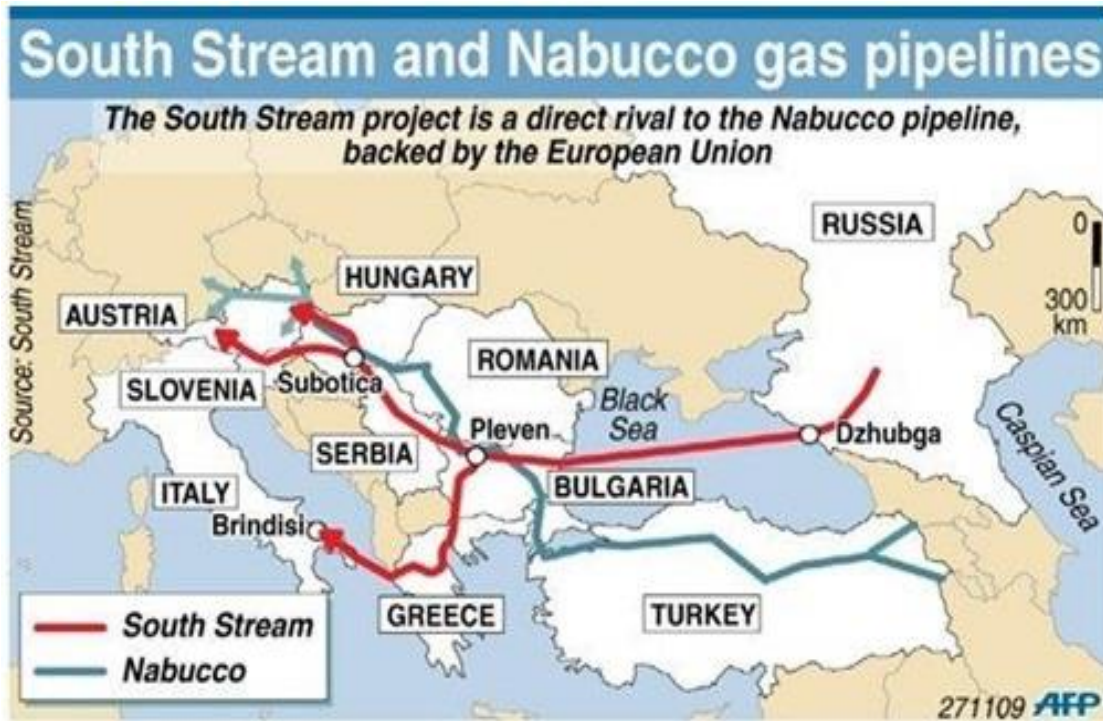 South Stream and Nabucco gas pipelines
The South Stream project is a direct rival to the Nabucco pipeline,
backed by the European Union
Source: South Stream
RUSSIA
0
300
km
HUNGARY
AUSTRIA
ROMANIA
SLOVENIA
Subotica
Black
Sea
Pleven
Dzhubga
Caspian Sea
SERBIA
BULGARIA
ITALY
Brindisi
GREECE
TURKEY
South Stream
Nabucco
271109 AFP